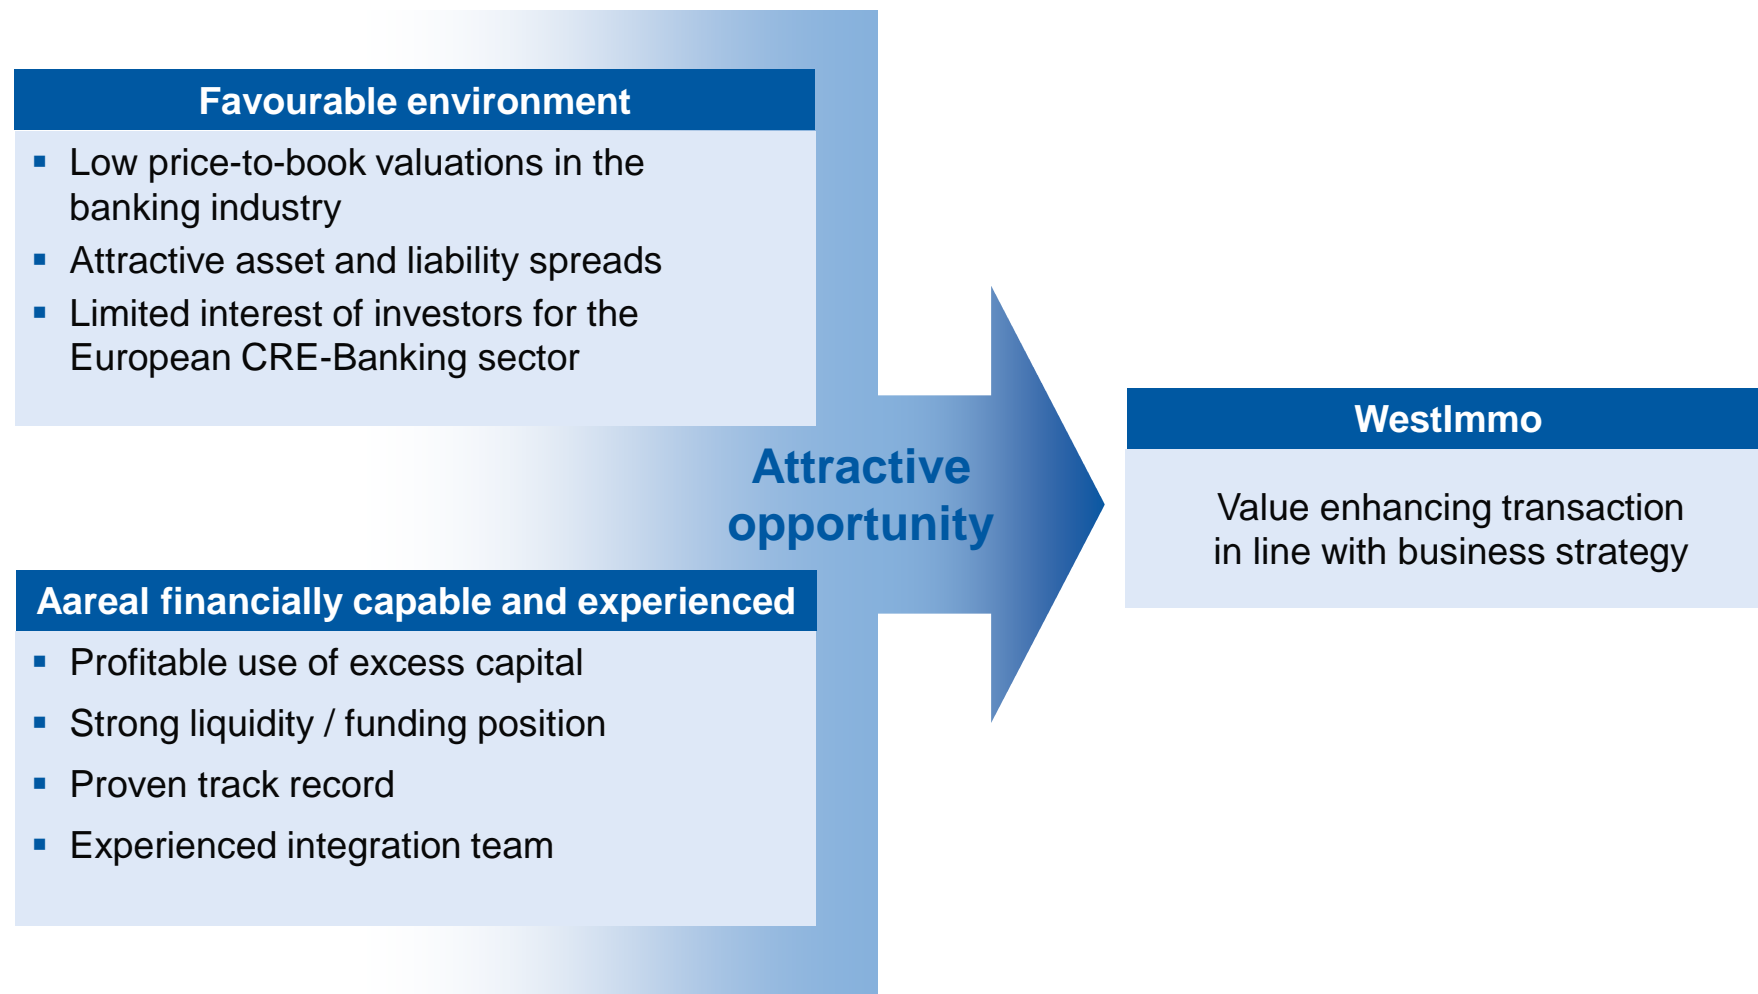 Favourable environment
▪ Low price-to-book valuations in the
banking industry
▪ Attractive asset and liability spreads
▪ Limited interest of investors for the
European CRE-Banking sector
Attractive
opportunity
Aareal financially capable and experienced
▪ Profitable use of excess capital
▪ Strong liquidity / funding position
▪ Proven track record
▪ Experienced integration team
WestImmo
Value enhancing transaction
in line with business strategy